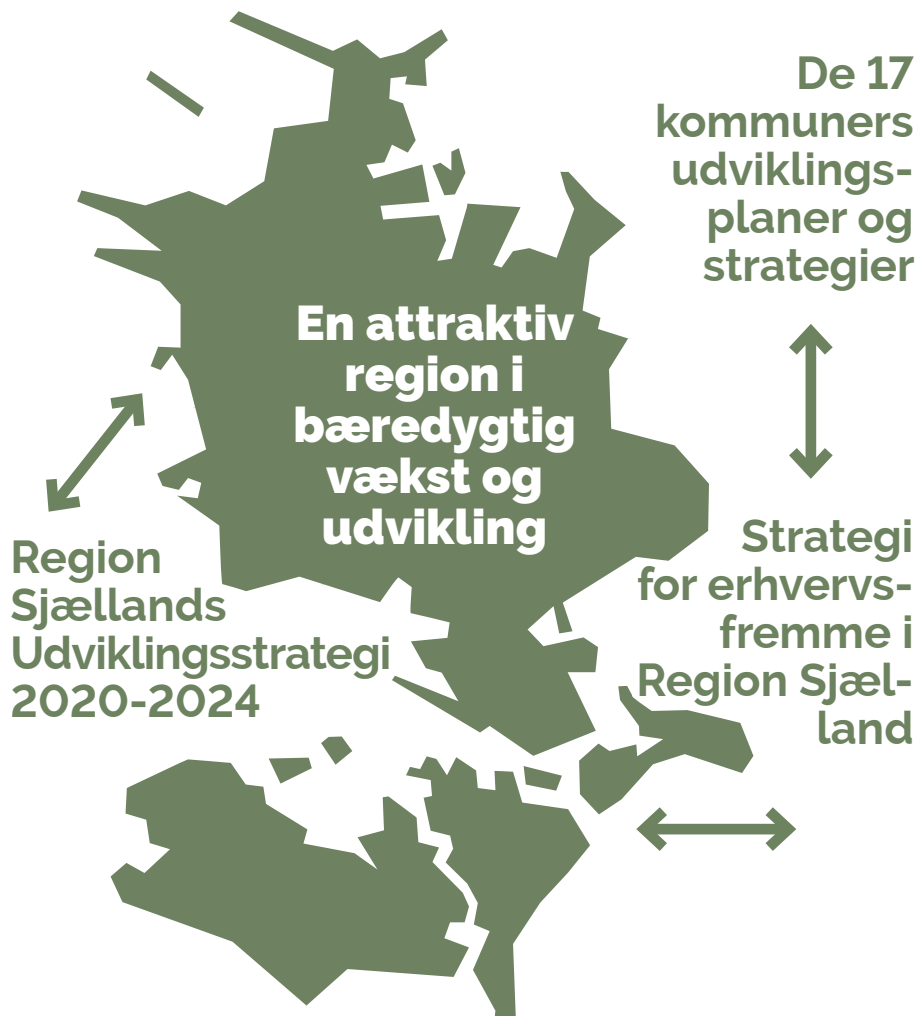 De 17
kommuners
udviklings-
planer og
strategier
En attraktiv
region i
bæredygtig
vækst og
udvikling
Region
Sjællands
Udviklingsstrategi
2020-2024
Strategi
for erhvervs-
fremme i
Region Sjæl-
land